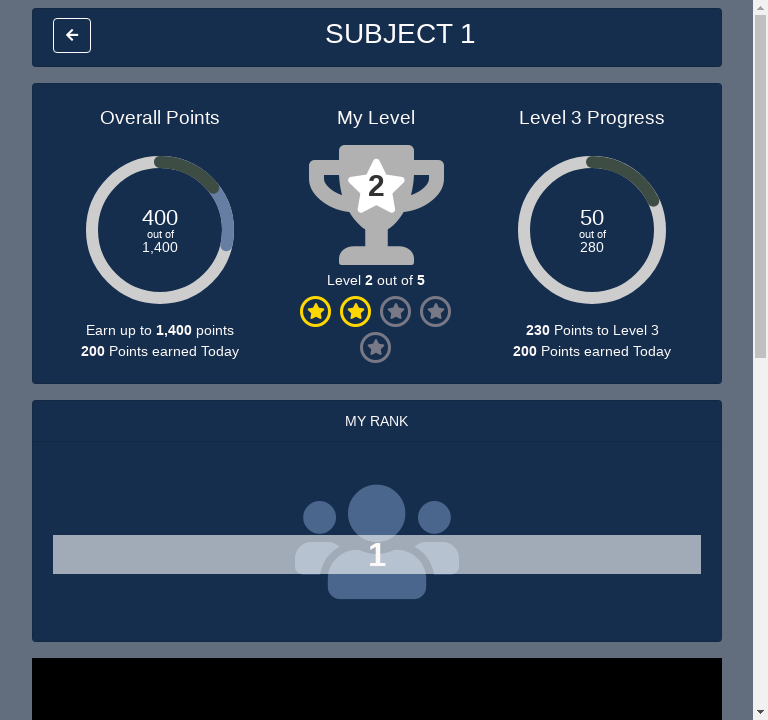 SUBJECT 1
Overall Points
My Level
Level 3 Progress
400
out of
1,400
2
50
out of
280
Level 2 out of 5
Earn up to 1,400 points
200 Points earned Today
230 Points to Level 3
200 Points earned Today
MY RANK
1